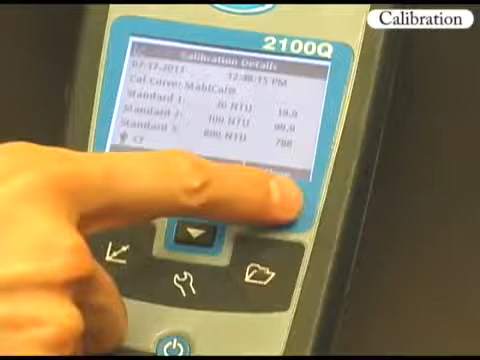 Calibration
2100Q
Calibration Details
07-17-2011 12:48:15 PM
Cal Curve: StablCal®
Standard 1: 20 NTU 19.9
Standard 2: 100 NTU 99.9
Standard 3: 800 NTU 788